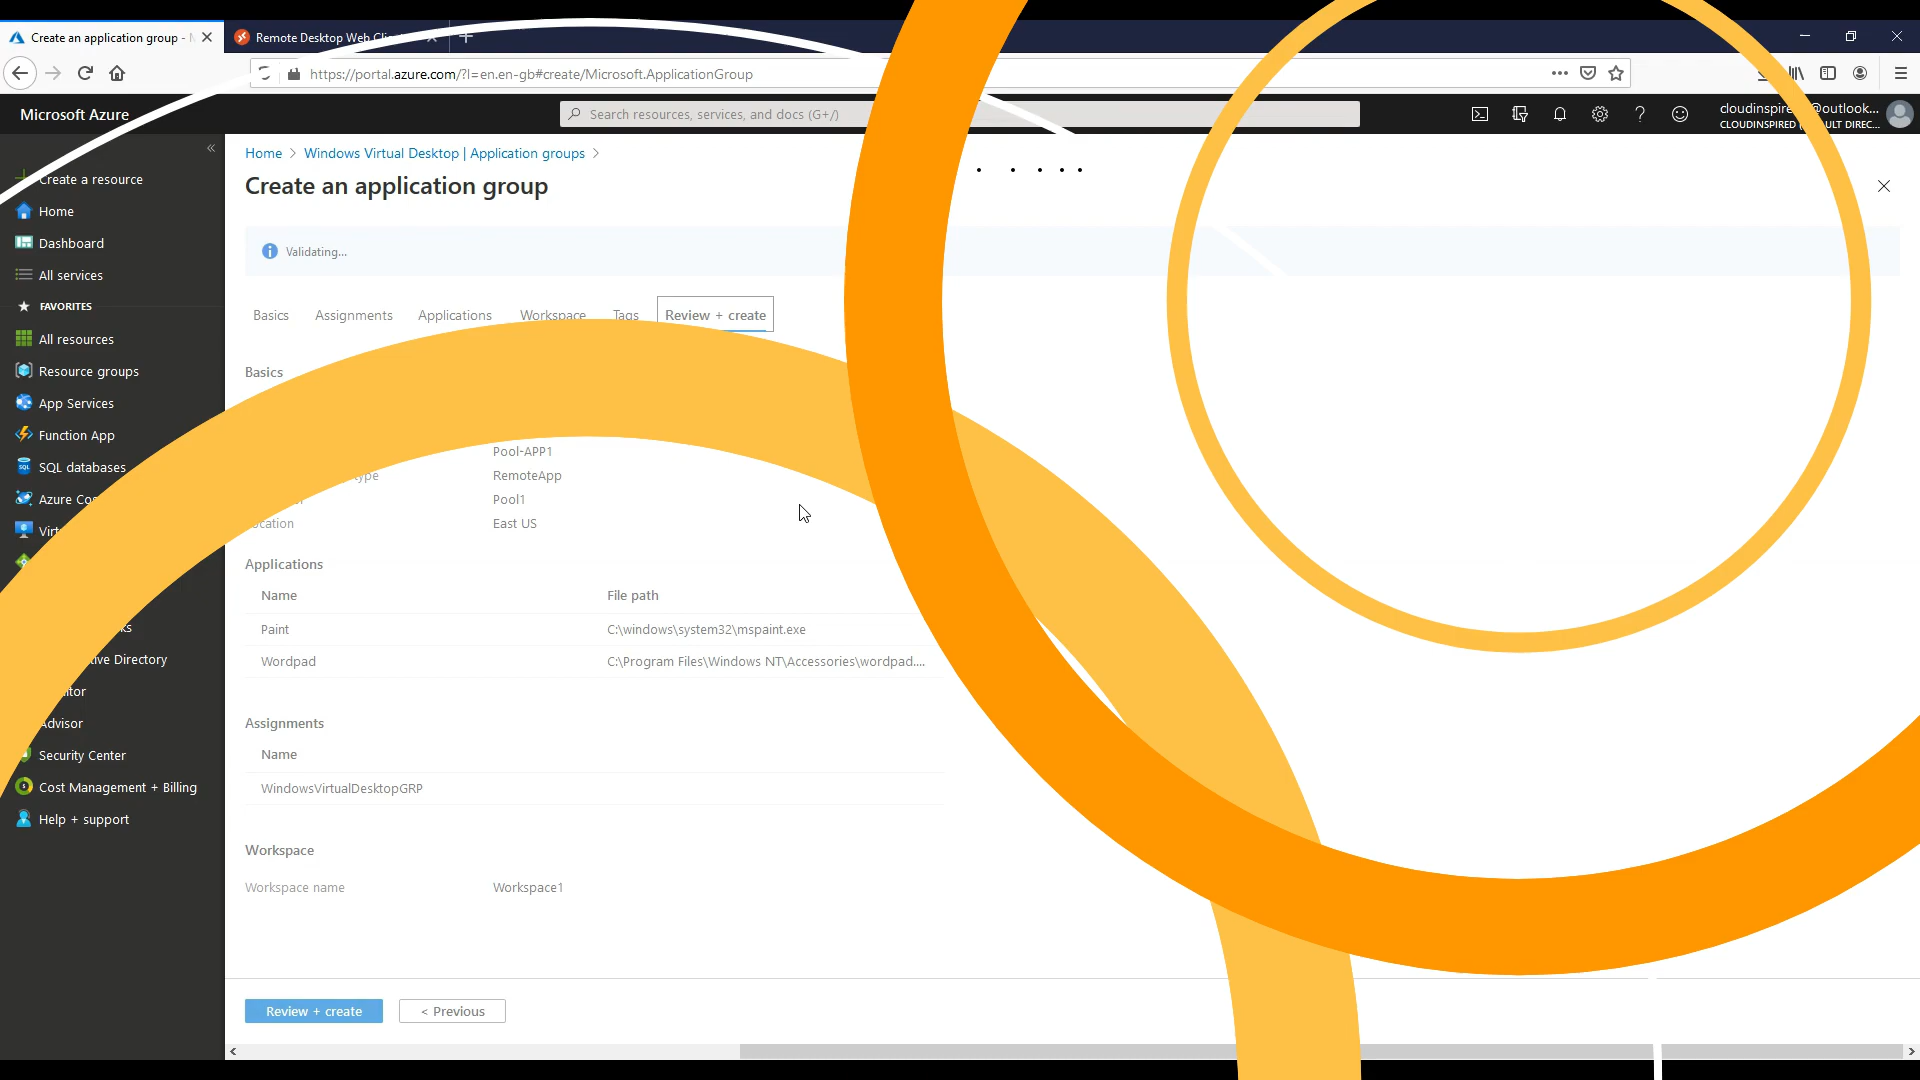 Create an application group -
Remote Desktop Web
https://portal.azure.com/?l=en.en-gb#create/Microsoft.ApplicationGroup
Microsoft Azure
Search resources, services, and docs (G+/)
@outlook...
CLOUDINSPIRED
DIREC...
Create a resource
Home
Dashboard
All services
FAVORITES
All resources
Resource groups
App Services
Function App
SQL databases
Azure
Directory
Advisor
Security Center
Cost Management + Billing
Help + support
Home > Windows Virtual Desktop | Application groups >
Create an application group
Validating...
Basics
Assignments
Applications
Workspace
Tags
Review + create
Basics
Pool-APP1
type
RemoteApp
Pool1
East US
Applications
Name
File path
Paint
C:\windows\system32\mspaint.exe
Wordpad
C:\Program Files\Windows NT\Accessories\wordpad....
Assignments
Name
WindowsVirtualDesktopGRP
Workspace
Workspace name
Workspace1
Review + create
< Previous